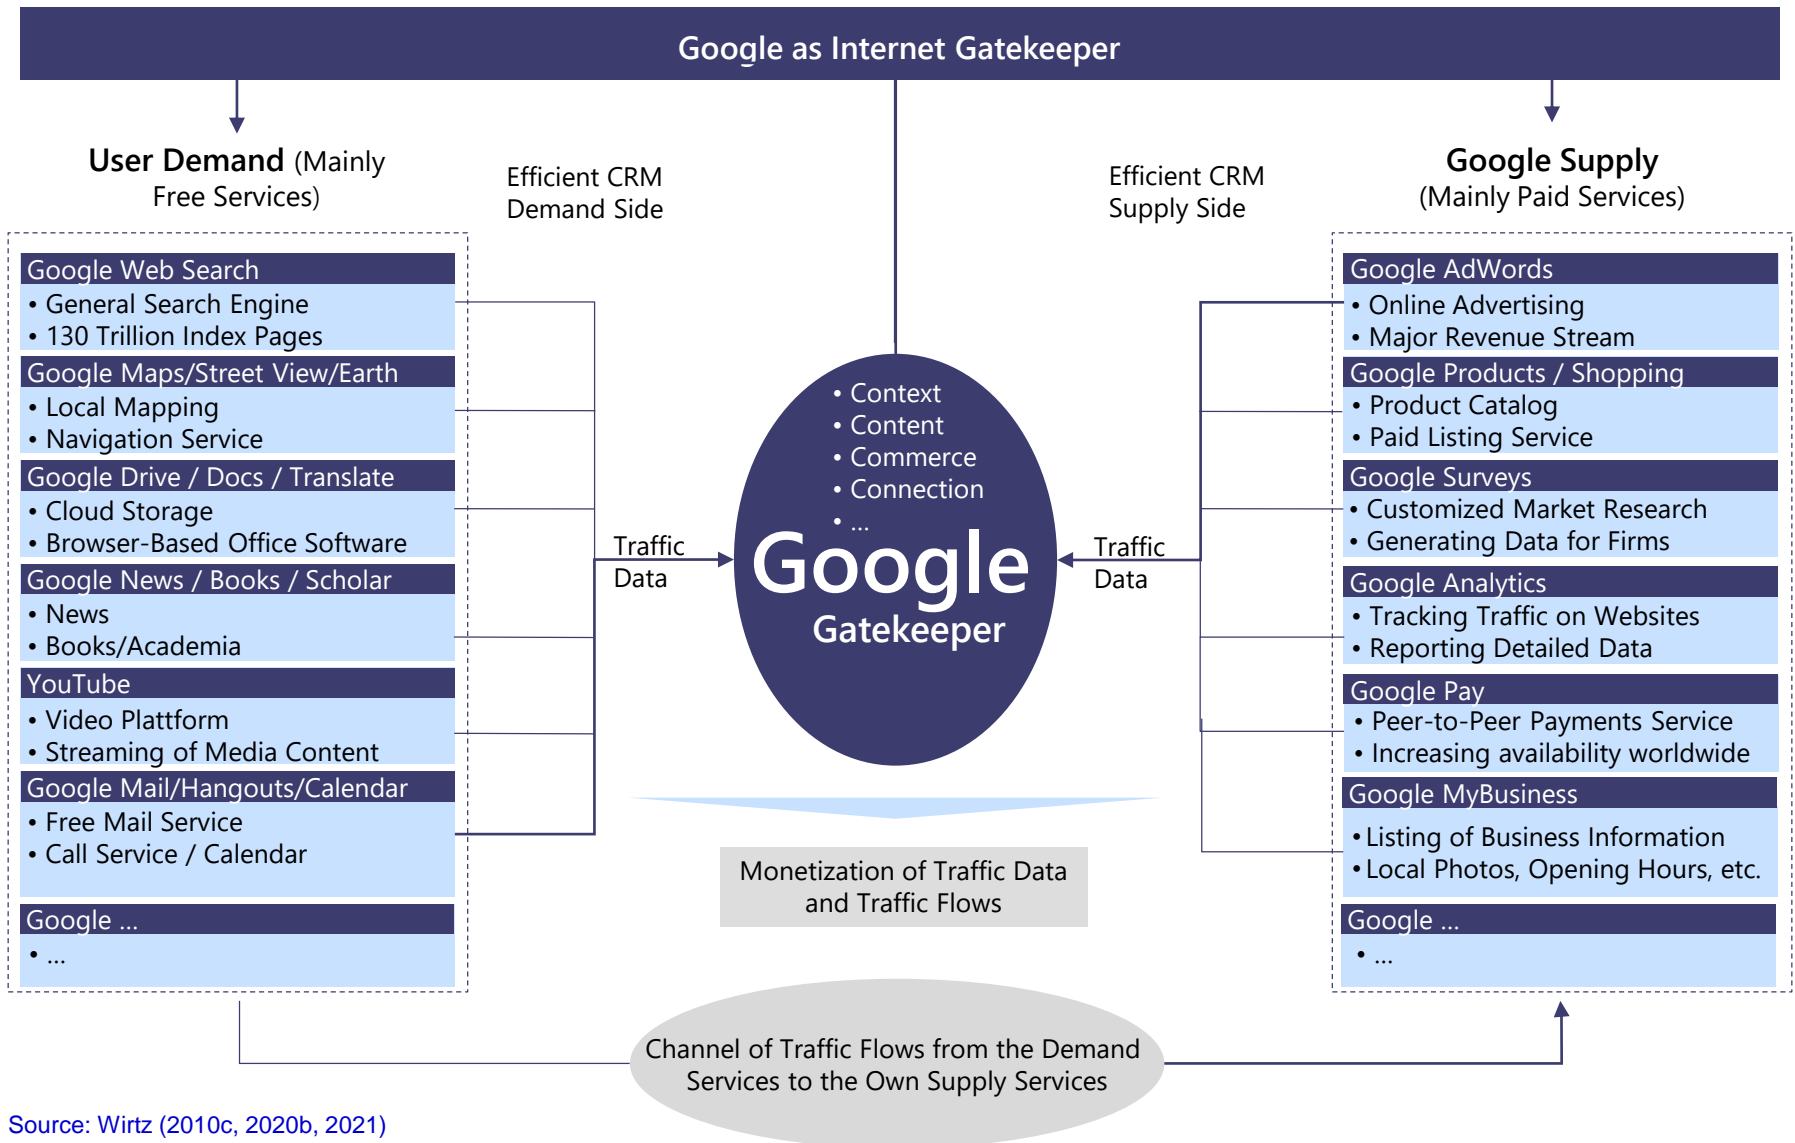 Google as Internet Gatekeeper
User Demand (Mainly
Free Services)
Efficient CRM
Demand Side
Efficient CRM
Supply Side
Google Supply
(Mainly Paid Services)
Google Web Search
• General Search Engine
• 130 Trillion Index Pages
Google Maps/Street View/Earth
• Local Mapping
• Navigation Service
Google Drive / Docs / Translate
• Cloud Storage
• Browser-Based Office Software
Google News / Books / Scholar
• News
• Books/Academia
YouTube
• Video Plattform
• Streaming of Media Content
Google Mail/Hangouts/Calendar
• Free Mail Service
• Call Service / Calendar
Google ...
• ...
Traffic
Data
• Context
• Content
• Commerce
• Connection
• ...
Google
Gatekeeper
Traffic
Data
Monetization of Traffic Data
and Traffic Flows
Google AdWords
• Online Advertising
• Major Revenue Stream
Google Products / Shopping
• Product Catalog
• Paid Listing Service
Google Surveys
• Customized Market Research
• Generating Data for Firms
Google Analytics
• Tracking Traffic on Websites
• Reporting Detailed Data
Google Pay
• Peer-to-Peer Payments Service
• Increasing availability worldwide
Google MyBusiness
• Listing of Business Information
• Local Photos, Opening Hours, etc.
Google ...
• ...
Channel of Traffic Flows from the Demand
Services to the Own Supply Services
Source: Wirtz (2010c, 2020b, 2021)